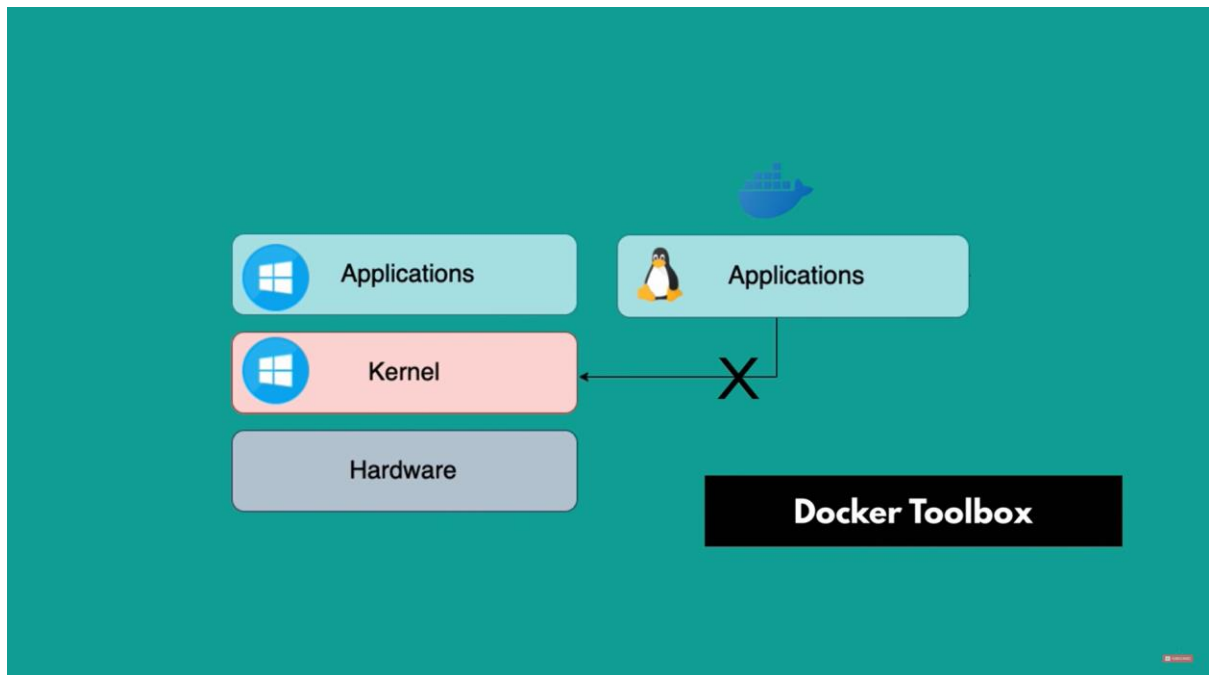 Applications
Applications
Kernel
X
Hardware
Docker Toolbox